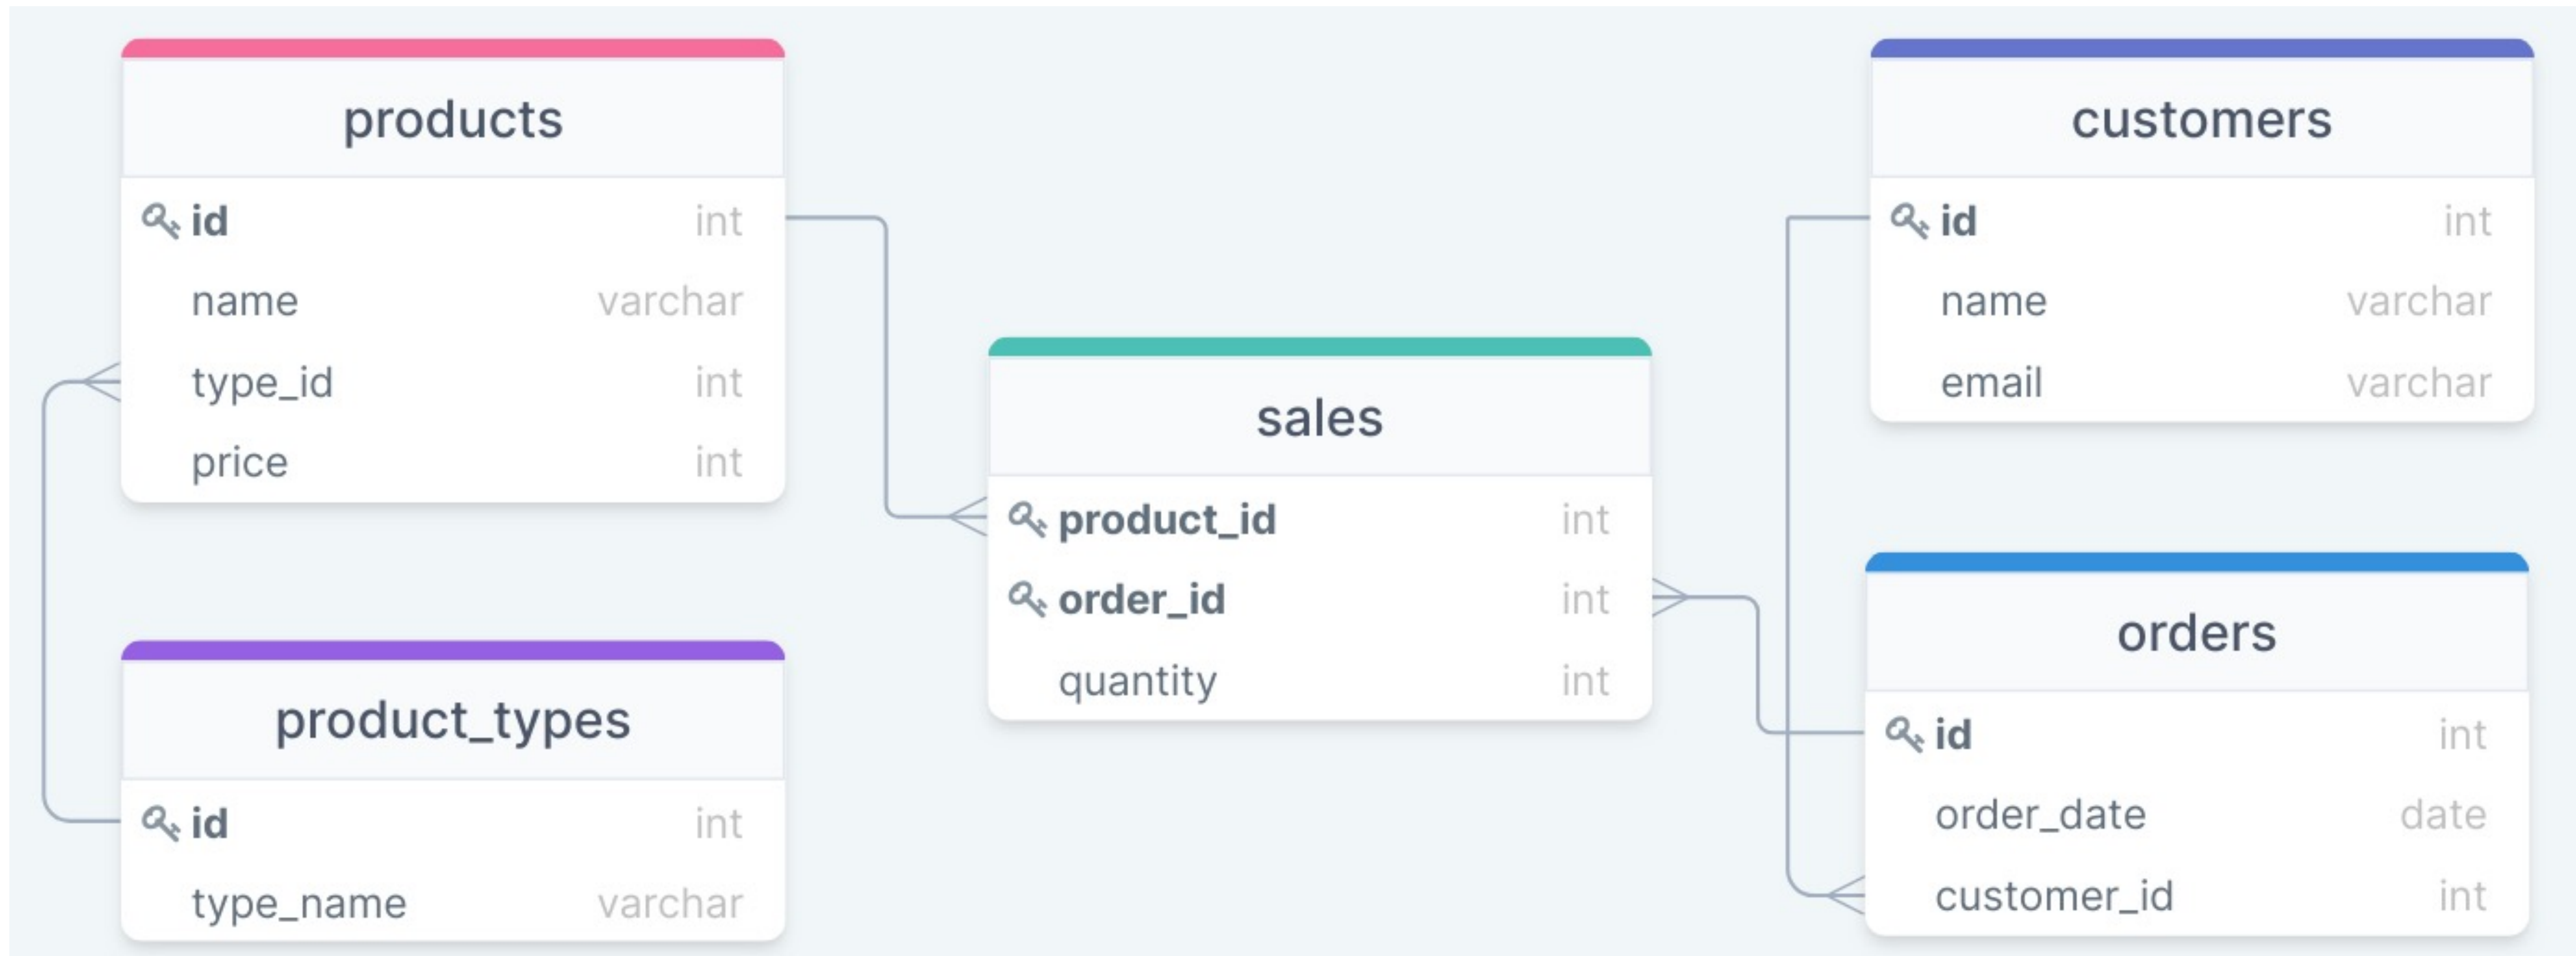 products
id int
name varchar
type_id int
price int
product_types
id int
type_name varchar
sales
product_id int
order_id int
quantity int
customers
id int
name varchar
email varchar
orders
id int
order_date date
customer_id int